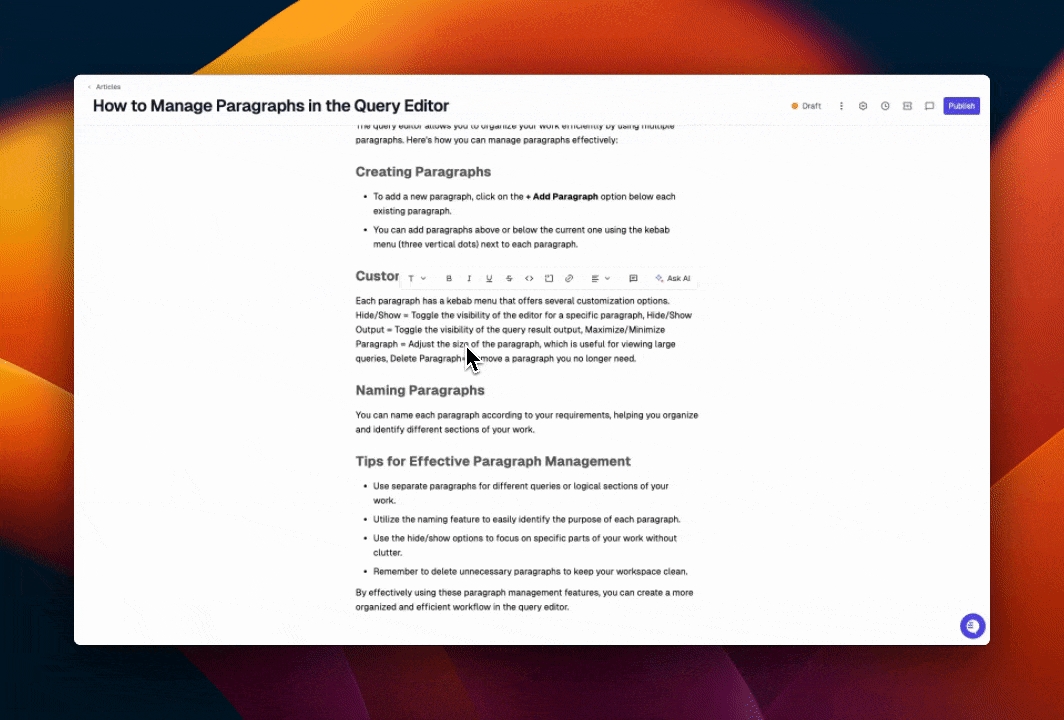 Articles
How to Manage Paragraphs in the Query Editor
Draft
Publish
The query editor allows you to organize your work efficiently by using multiple
paragraphs. Here's how you can manage paragraphs effectively:
Creating Paragraphs
• To add a new paragraph, click on the + Add Paragraph option below each
existing paragraph.
• You can add paragraphs above or below the current one using the kebab
menu (three vertical dots) next to each paragraph.
Custor
T B I U S Ask AI
Each paragraph has a kebab menu that offers several customization options.
Hide/Show = Toggle the visibility of the editor for a specific paragraph, Hide/Show
Output = Toggle the visibility of the query result output, Maximize/Minimize
Paragraph = Adjust the size of the paragraph, which is useful for viewing large
queries, Delete Paragraph a paragraph you no longer need.
Naming Paragraphs
You can name each paragraph according to your requirements, helping you organize
and identify different sections of your work.
Tips for Effective Paragraph Management
• Use separate paragraphs for different queries or logical sections of your
work.
• Utilize the naming feature to easily identify the purpose of each paragraph.
• Use the hide/show options to focus on specific parts of your work without
clutter.
• Remember to delete unnecessary paragraphs to keep your workspace clean.
By effectively using these paragraph management features, you can create a more
organized and efficient workflow in the query editor.